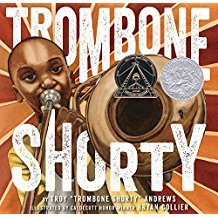 TROMBONE
SHORTY
BY TROY "TROMBONE SHORTY" ANDREWS
ILLUSTRATED BY CALDECOTT HONOR WINNER BRYAN COLLIER